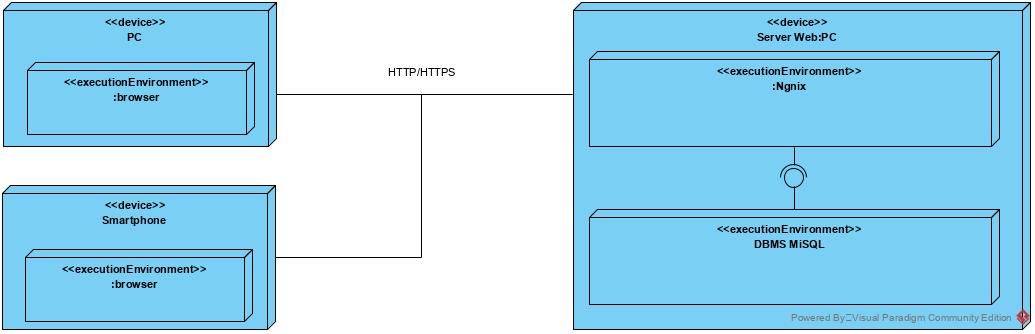 <<device>>
PC
<<executionEnvironment>>
:browser
HTTP/HTTPS
<<device>>
Smartphone
<<executionEnvironment>>
:browser
<<device>>
Server Web:PC
<<executionEnvironment>>
:Ngnix
<<executionEnvironment>>
DBMS MiSQL
Powered By Visual Paradigm Community Edition